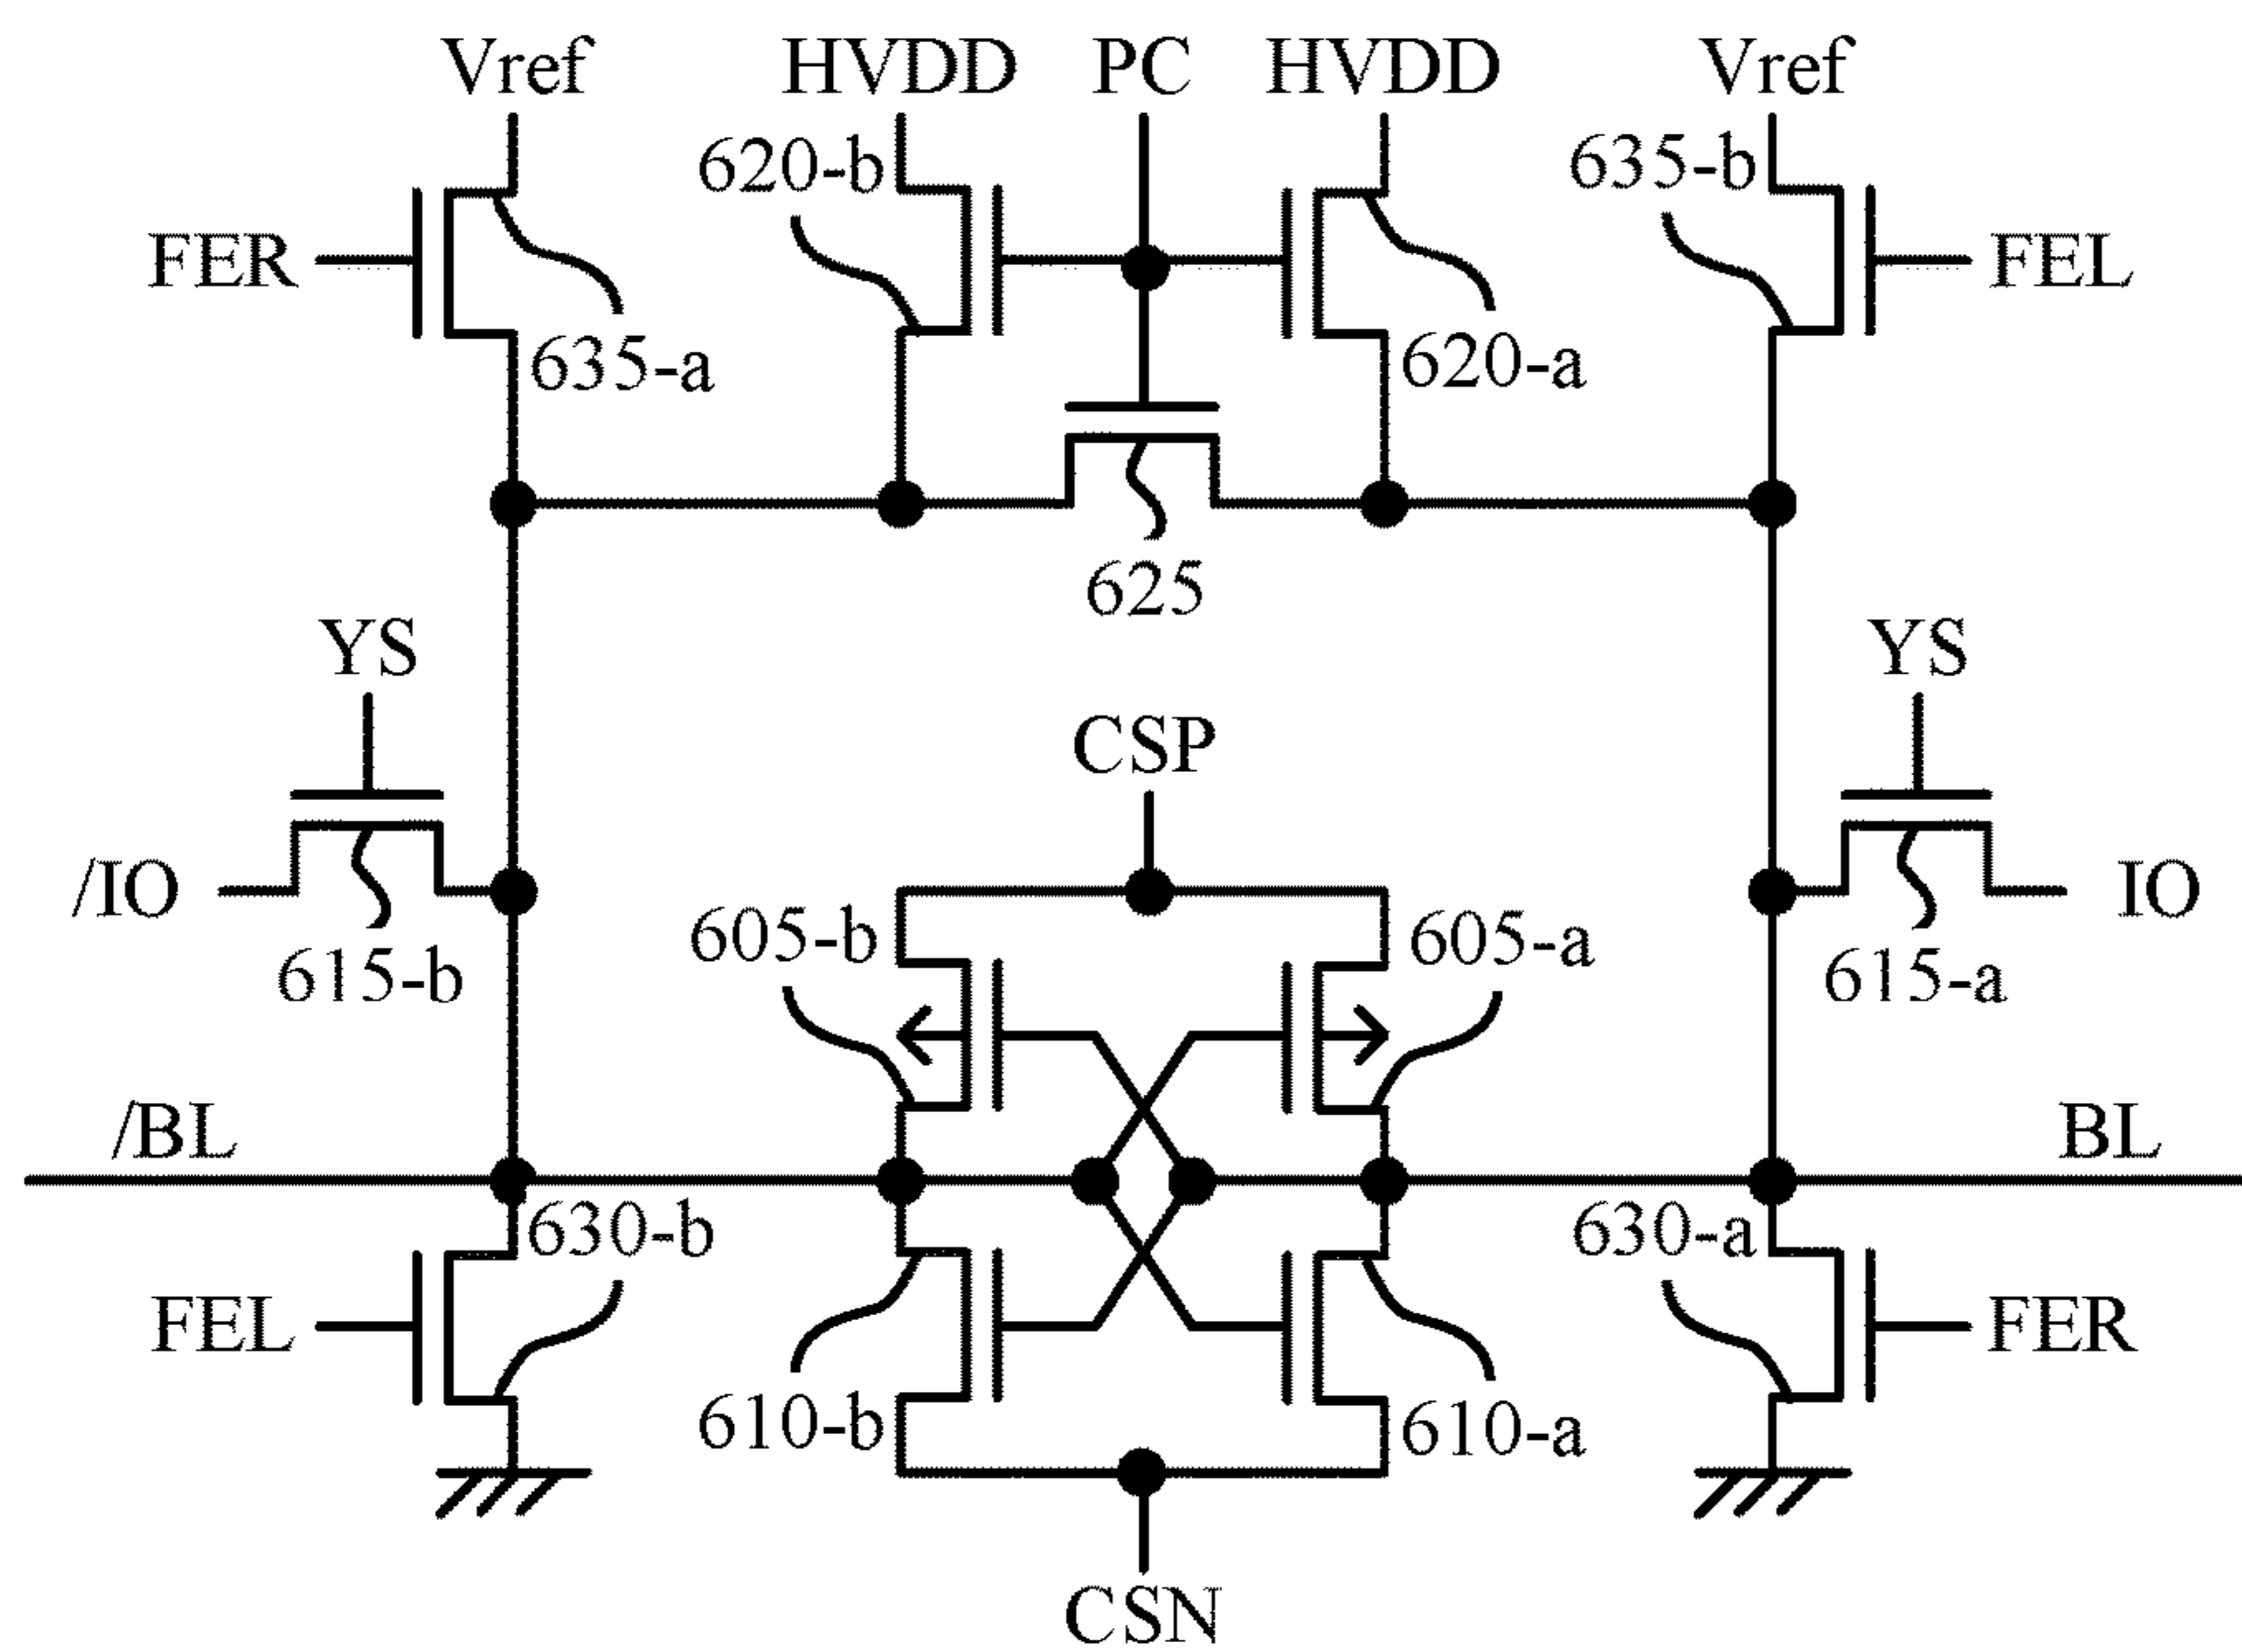 Vref HVDD PC HVDD Vref
620-b 635-b
FER FEL
635-a 620-a
625
YS YS
CSP
/IO 605-b 605-a IO
615-b 615-a
/BL BL
630-b 630-a
FEL FER
610-b 610-a
CSN